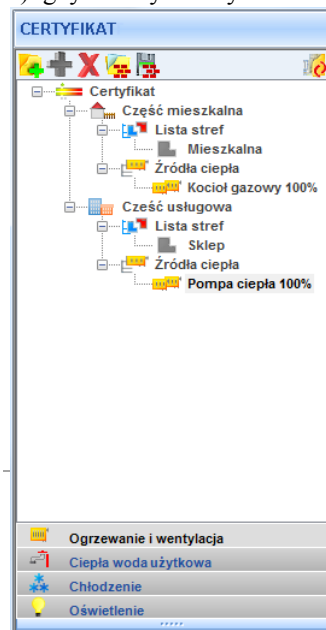 CERTYFIKAT
Certyfikat
Część mieszkalna
Lista stref
Mieszkalna
Źródła ciepła
Kocioł gazowy 100%
Cześć usługowa
Lista stref
Sklep
Źródła ciepła
Pompa ciepła 100%
Ogrzewanie i wentylacja
Ciepła woda użytkowa
Chłodzenie
Oświetlenie